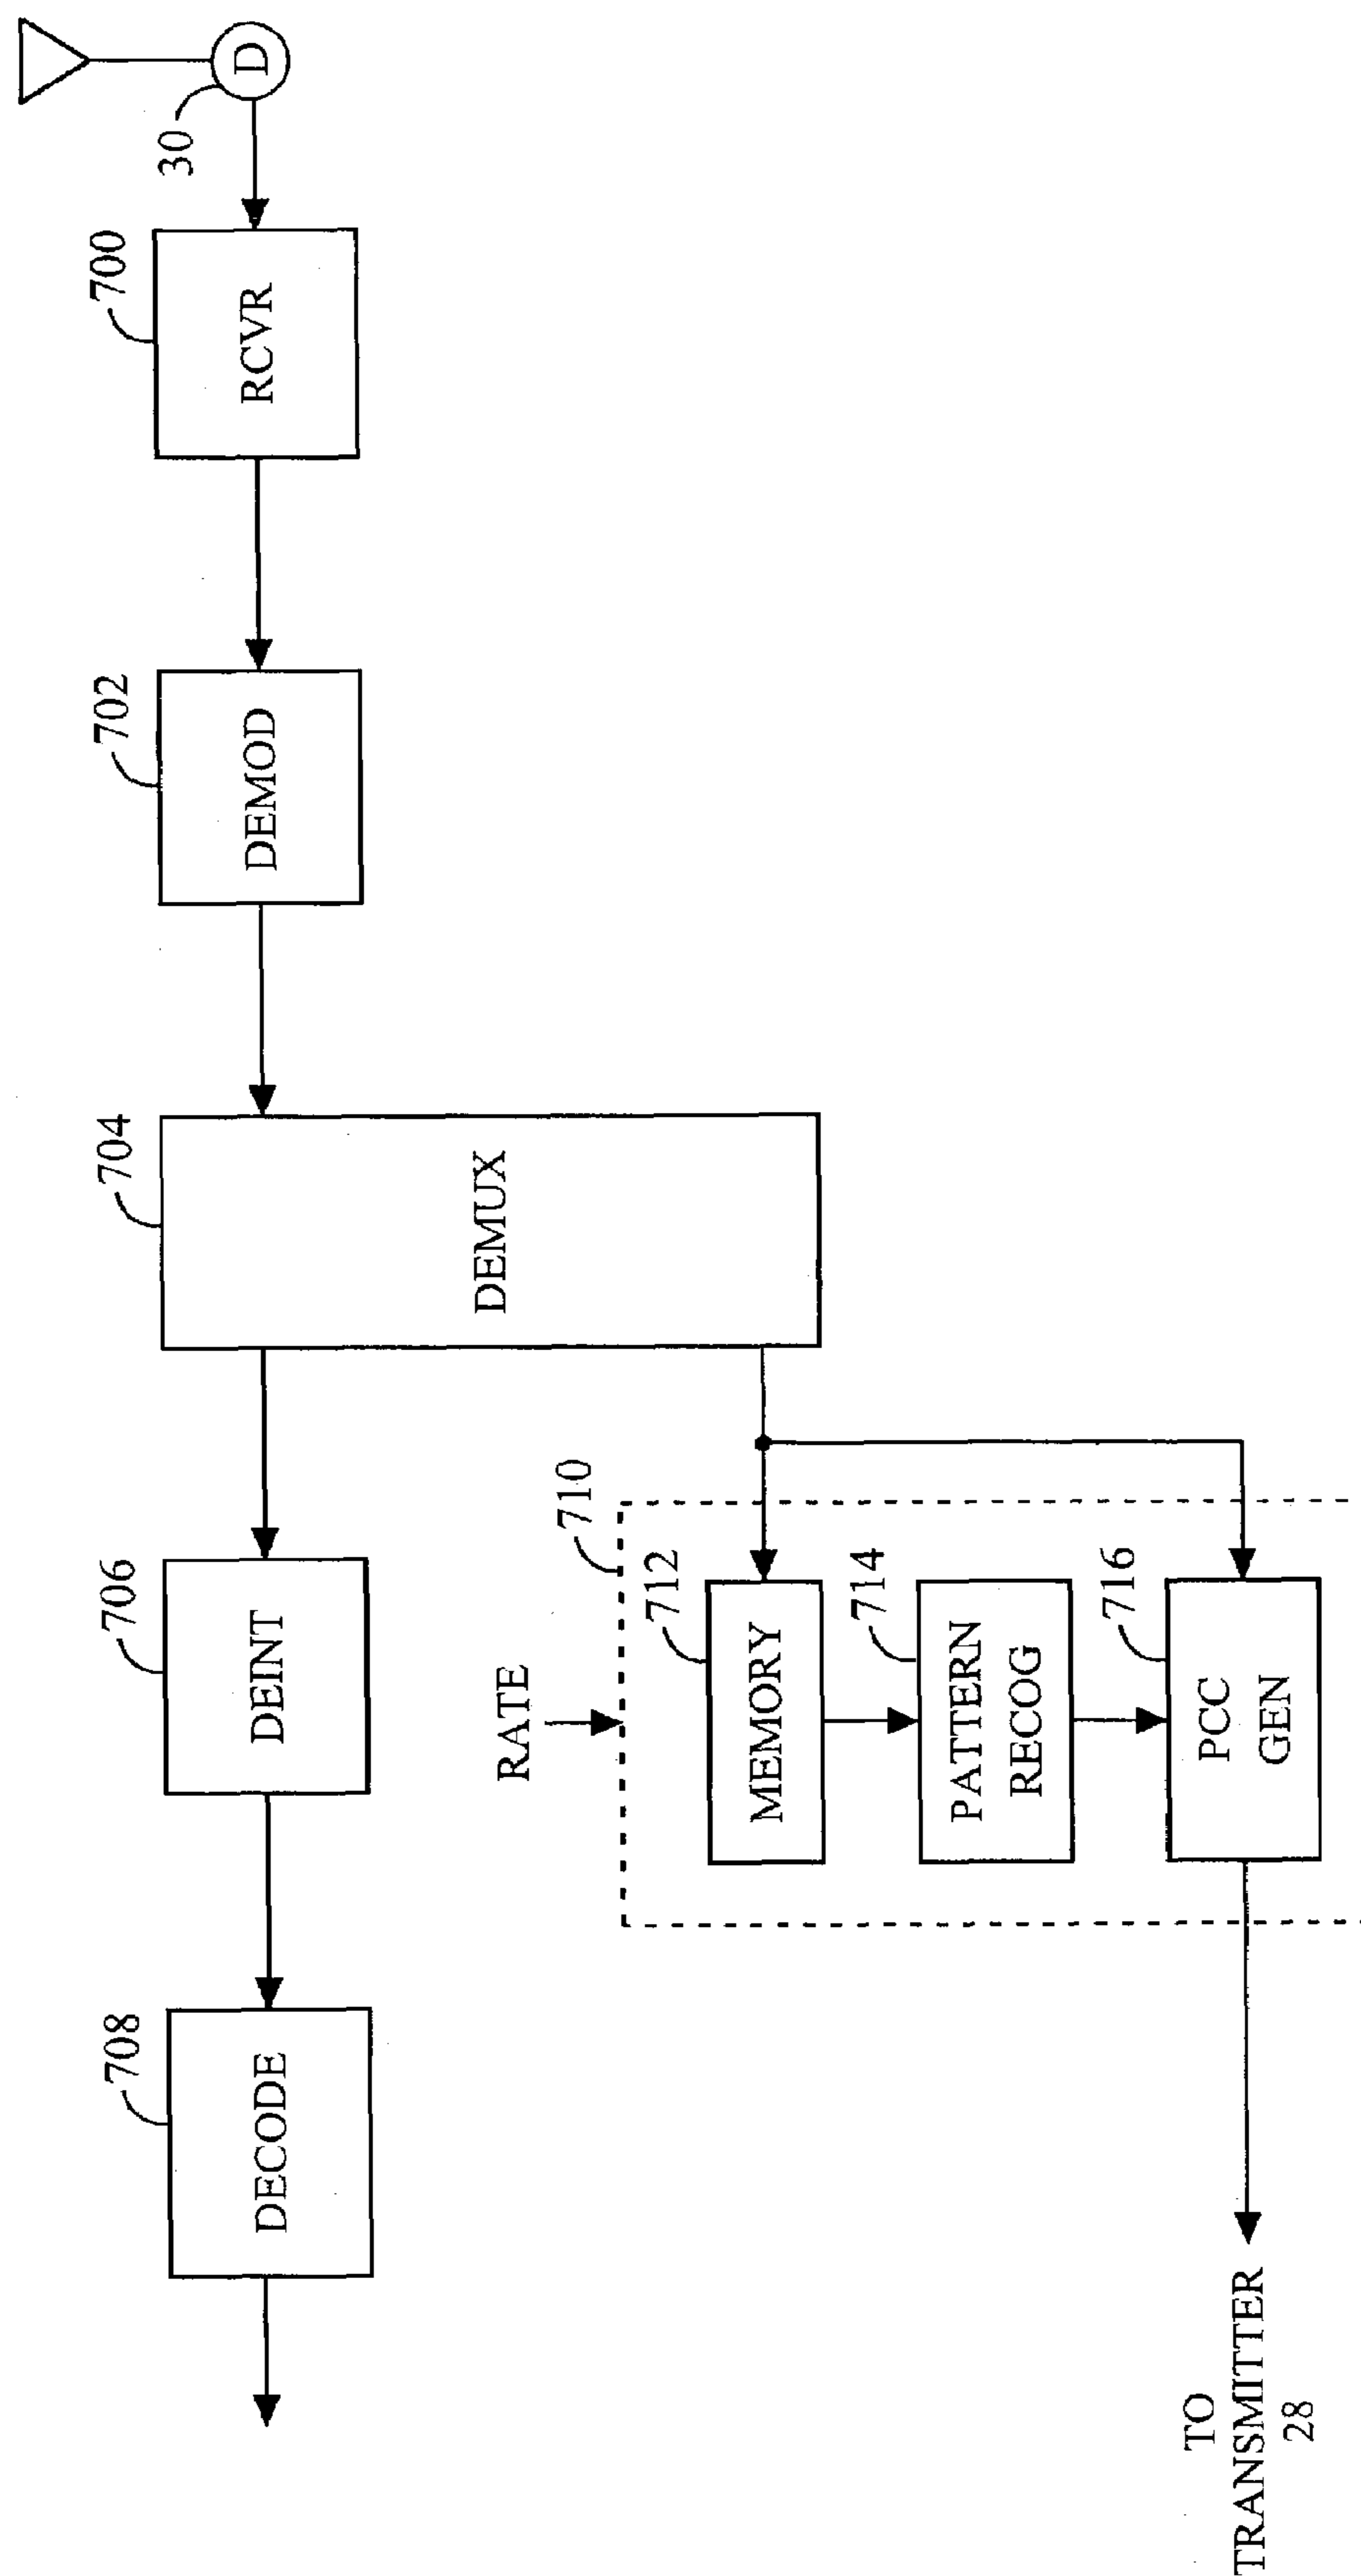 D
30
700
RCVR
702
DEMOD
704
DEMUX
706
DEINT
708
DECODE
RATE
710
712
MEMORY
714
PATTERN
RECOG
716
PCC
GEN
TO
TRANSMITTER
28